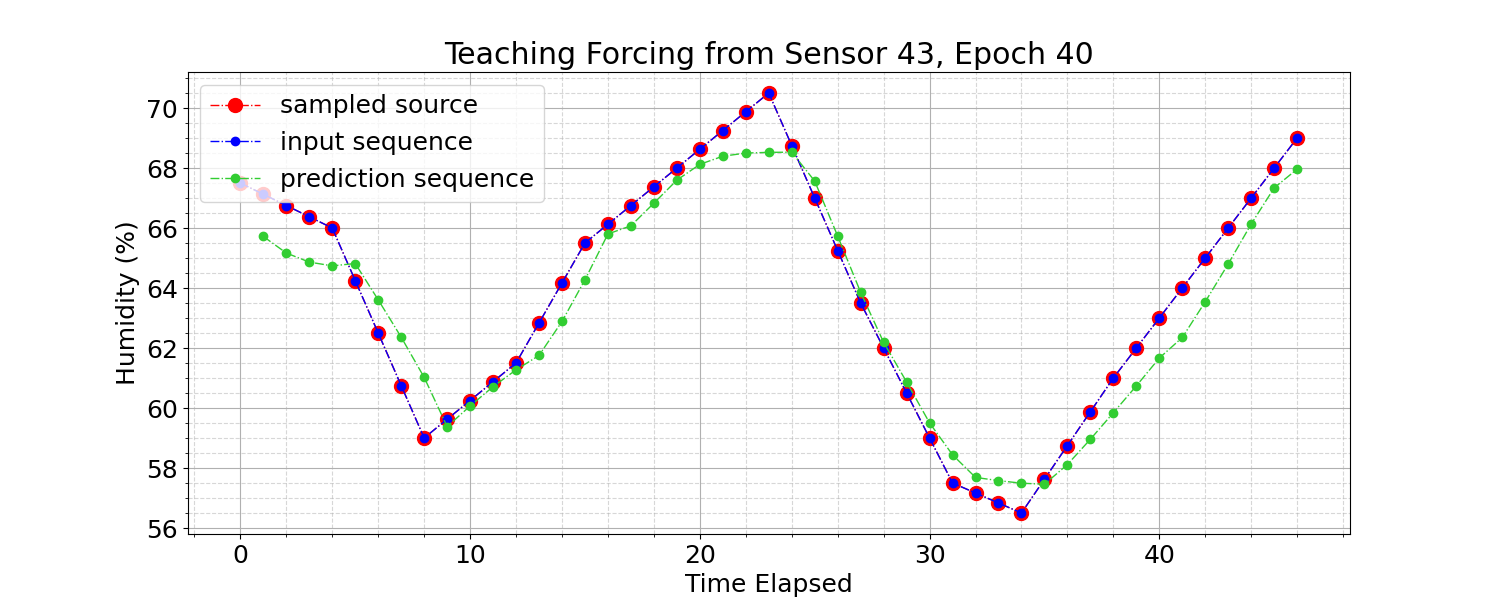 Teaching Forcing from Sensor 43, Epoch 40
sampled source
input sequence
prediction sequence
Humidity (%)
70
68
66
64
62
60
58
56
0 10 20 30 40
Time Elapsed